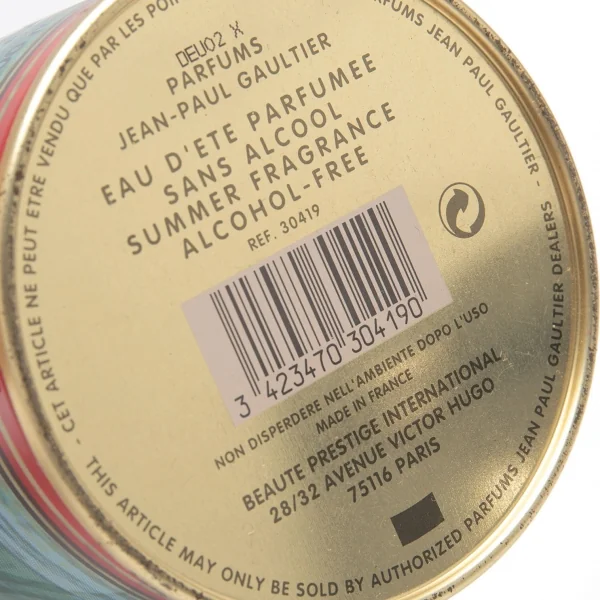 DEU02 X
PARFUMS
JEAN-PAUL GAULTIER
EAU D'ETE PARFUMEE
SANS ALCOOL
SUMMER FRAGRANCE
ALCOHOL-FREE
REF. 30419
3 423470 304190
NON DISPERDERE NELL'AMBIENTE DOPO L'USO
MADE IN FRANCE
BEAUTE PRESTIGE INTERNATIONAL
28/32 AVENUE VICTOR HUGO
75116 PARIS
- CET ARTICLE NE PEUT ETRE VENDU QUE PAR LES
PARFUMS JEAN PAUL GAULTIER -
THIS ARTICLE MAY ONLY BE SOLD BY AUTHORIZED PARFUMS JEAN PAUL GAULTIER DEALERS -